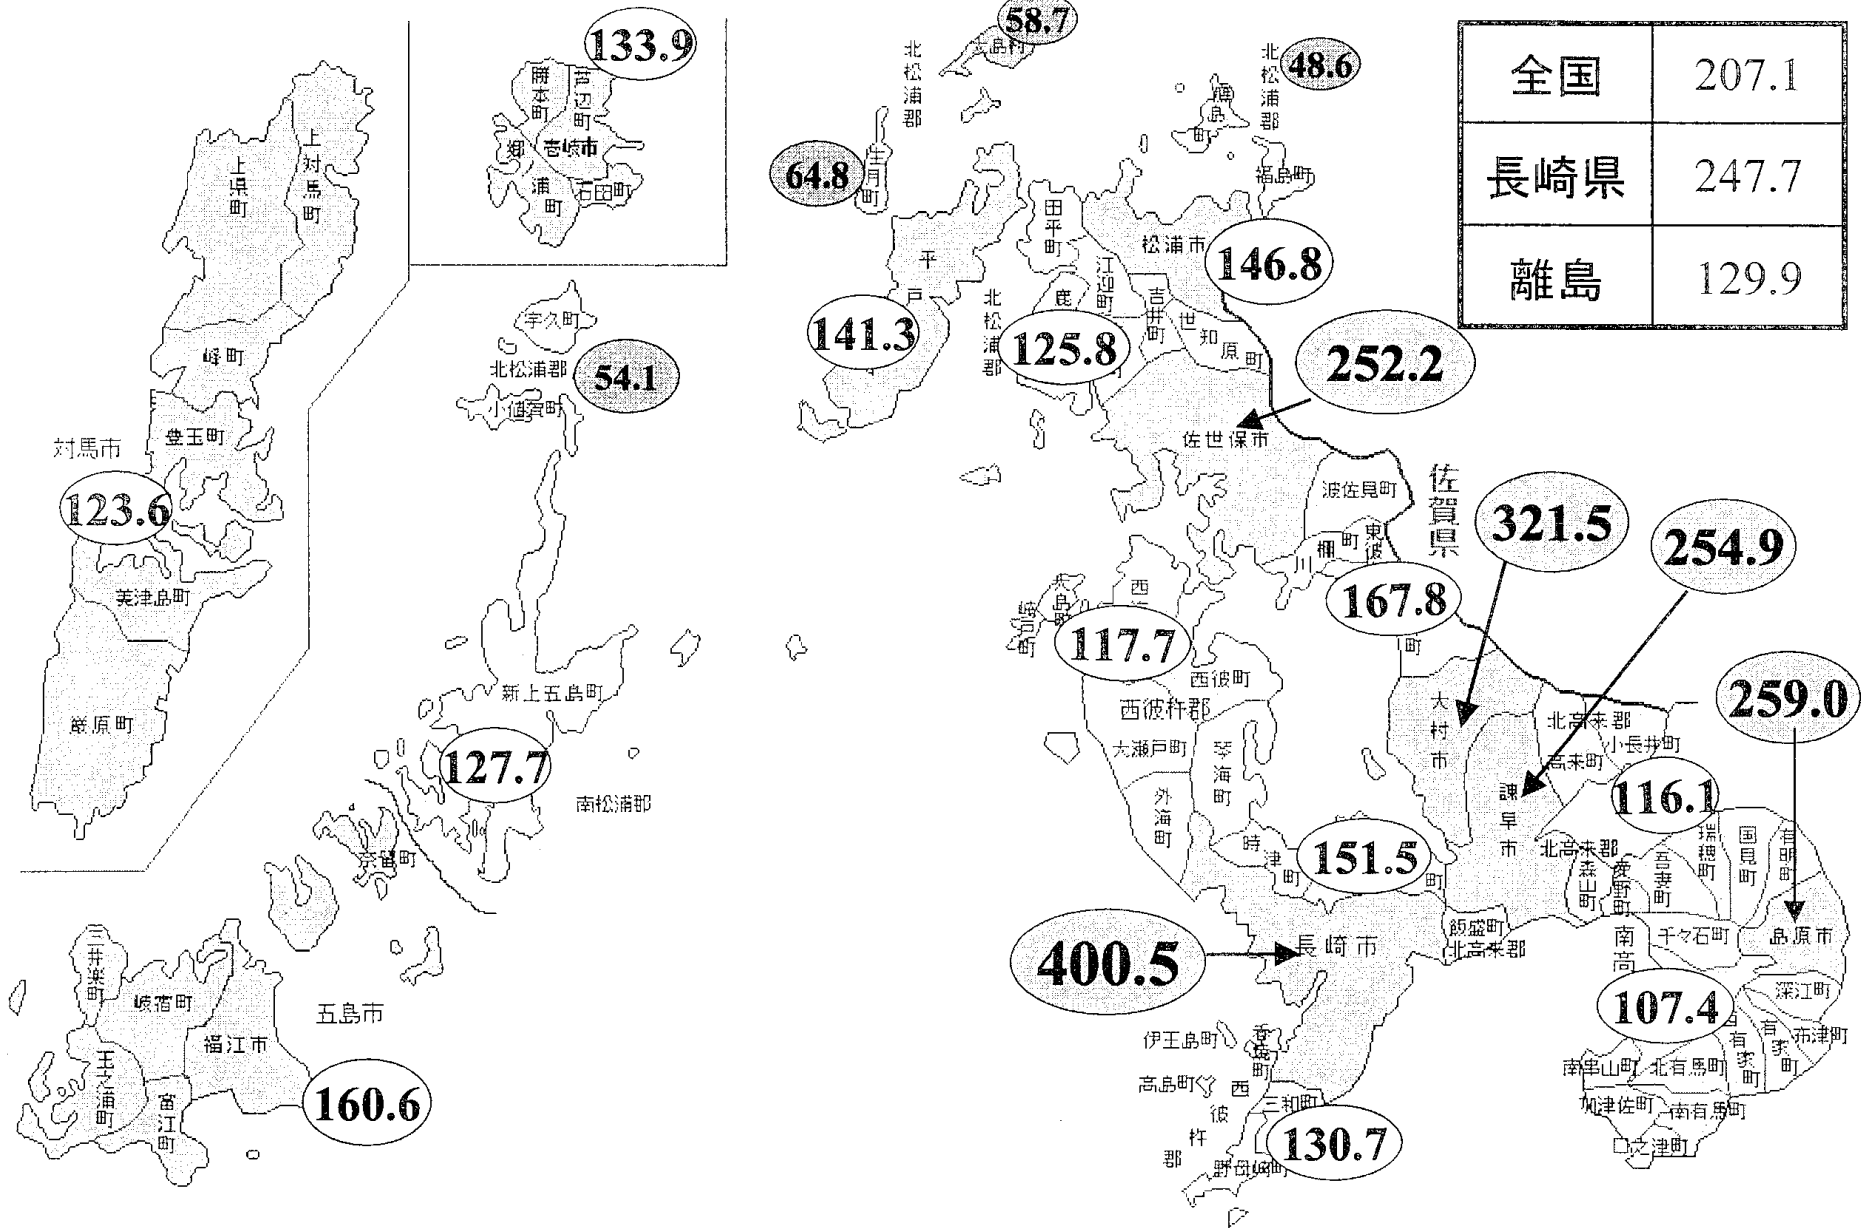 全国 207.1
長崎県 247.7
離島 129.9
133.9
勝本町
芦辺町
郷
壱岐市
浦町
石田町
上対馬町
上県町
峰町
豊玉町
対馬市
123.6
美津島町
厳原町
58.7
大島村
北松浦郡
北松浦郡
48.6
鷹島町
福島町
64.8
生月町
田平町
松浦市
146.8
平戸
141.3
北松浦郡
鹿
江迎町
吉井町
世知原町
125.8
252.2
佐世保市
宇久町
北松浦郡
54.1
小値賀町
波佐見町
佐賀県
321.5
254.9
川棚町
東彼
167.8
町
大島町
崎戸町
西
117.7
西彼町
西彼杵郡
大瀬戸町
琴海町
外海町
新上五島町
127.7
南松浦郡
奈留町
大村市
北高来郡
小長井町
高来町
259.0
諫早市
116.1
時津町
151.5
町
北高来郡
森山町
愛野町
吾妻町
瑞穂町
国見町
有明町
400.5
長崎市
飯盛町
北高来郡
南高
千々石町
島原市
深江町
107.4
布津町
有家町
西有家町
南串山町
北有馬町
加津佐町
南有馬町
口之津町
伊王島町
香焼町
高島町
西彼杵郡
三和町
130.7
野母崎町
三井楽町
岐宿町
五島市
福江市
玉之浦町
富江町
160.6